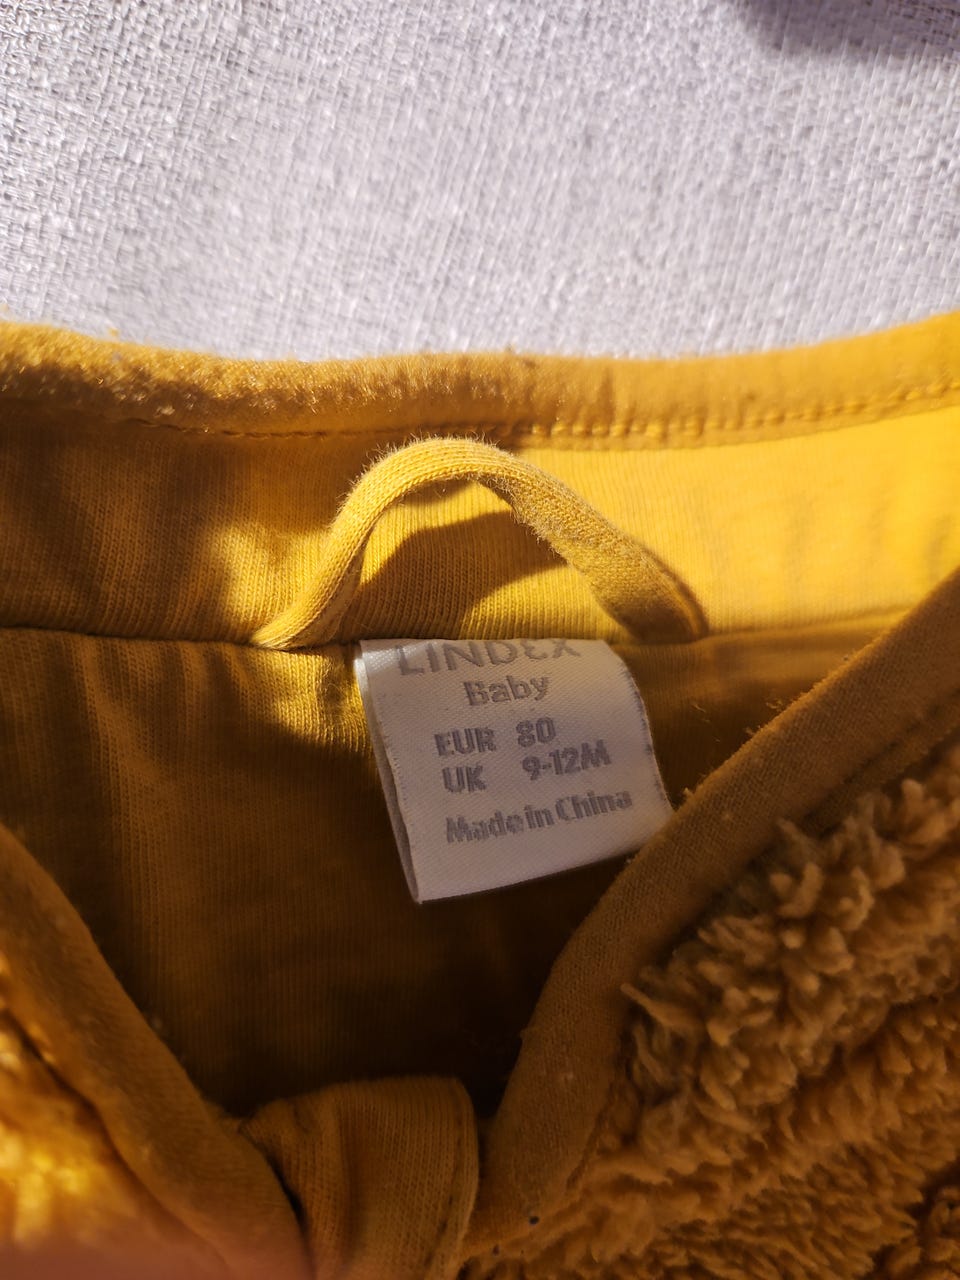 LINDEX
Baby
EUR 80
UK 9-12M
Made in China